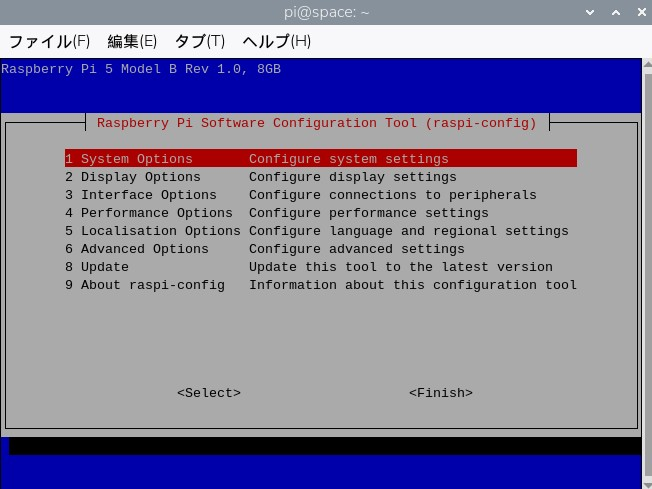 pi@space: ~
ファイル(F) 編集(E) タブ(T) ヘルプ(H)
Raspberry Pi 5 Model B Rev 1.0, 8GB
Raspberry Pi Software Configuration Tool (raspi-config)
1 System Options Configure system settings
2 Display Options Configure display settings
3 Interface Options Configure connections to peripherals
4 Performance Options Configure performance settings
5 Localisation Options Configure language and regional settings
6 Advanced Options Configure advanced settings
8 Update Update this tool to the latest version
9 About raspi-config Information about this configuration tool
<Select> <Finish>